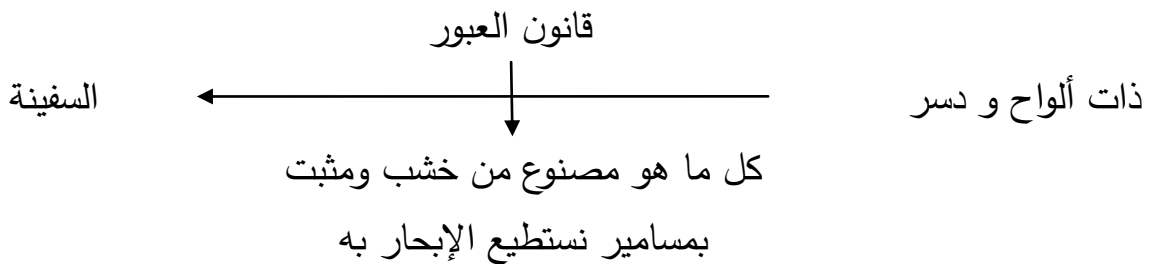 قانون العبور
ذات ألواح و دسر
السفينة
كل ما هو مصنوع من خشب ومثبت
بمسامير نستطيع الإبحار به